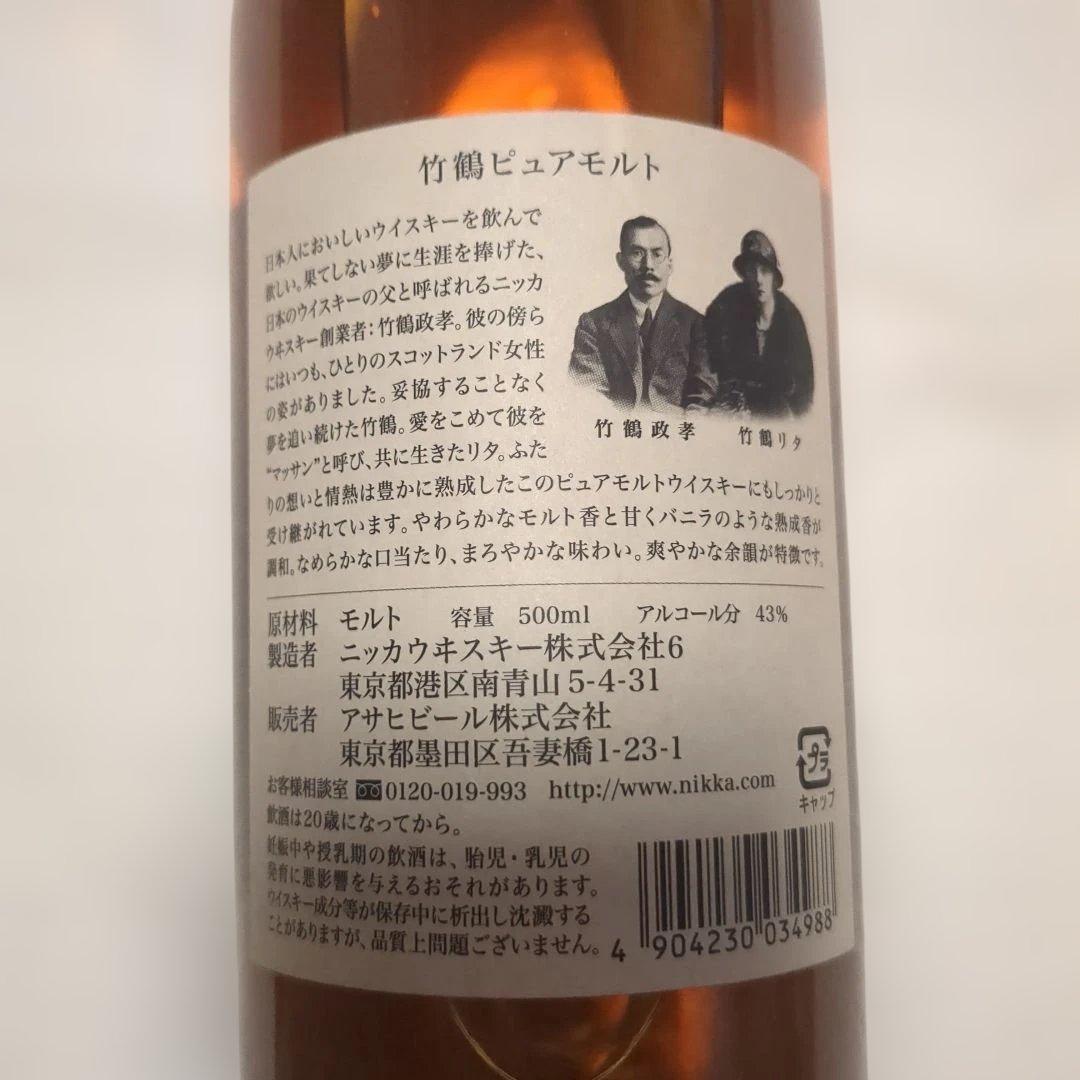 竹鶴ピュアモルト
日本人においしいウイスキーを飲んで
欲しい。果てしない夢に生涯を捧げた、
日本のウイスキーの父と呼ばれるニッカ
ウヰスキー創業者：竹鶴政孝。彼の傍ら
にはいつも、ひとりのスコットランド女性
の姿がありました。妥協することなく
夢を追い続けた竹鶴。愛をこめて彼を
“マッサン”と呼び、共に生きたリタ。ふた
りの想いと情熱は豊かに熟成したこのピュアモルトウイスキーにもしっかりと
受け継がれています。やわらかなモルト香と甘くバニラのような熟成香が
調和。なめらかな口当たり、まろやかな味わい。爽やかな余韻が特徴です。
竹鶴政孝 竹鶴リタ
原材料 モルト 容量 500ml アルコール分 43%
製造者 ニッカウヰスキー株式会社6
東京都港区南青山5-4-31
販売者 アサヒビール株式会社
東京都墨田区吾妻橋1-23-1
お客様相談室 0120-019-993 http://www.nikka.com
プラ
キャップ
飲酒は20歳になってから。
妊娠中や授乳期の飲酒は、胎児・乳児の
発育に悪影響を与えるおそれがあります。
ウイスキー成分等が保存中に析出し沈澱する
ことがありますが、品質上問題ございません。
4 904230 034988